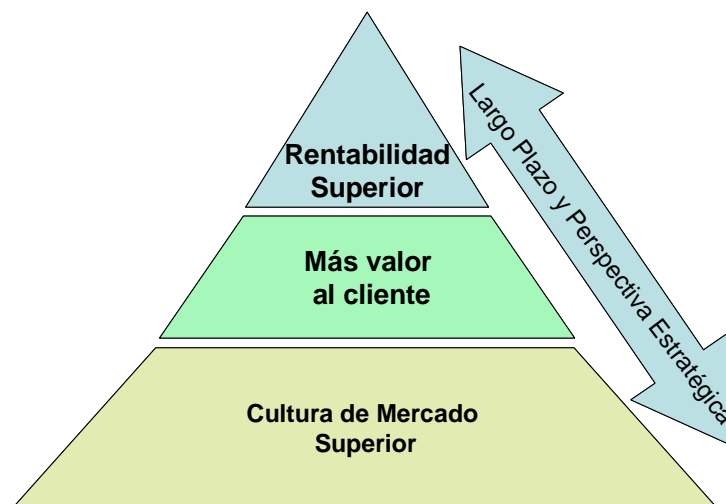 Rentabilidad
Superior
Más valor
al cliente
Cultura de Mercado
Superior
Largo Plazo y Perspectiva Estratégica